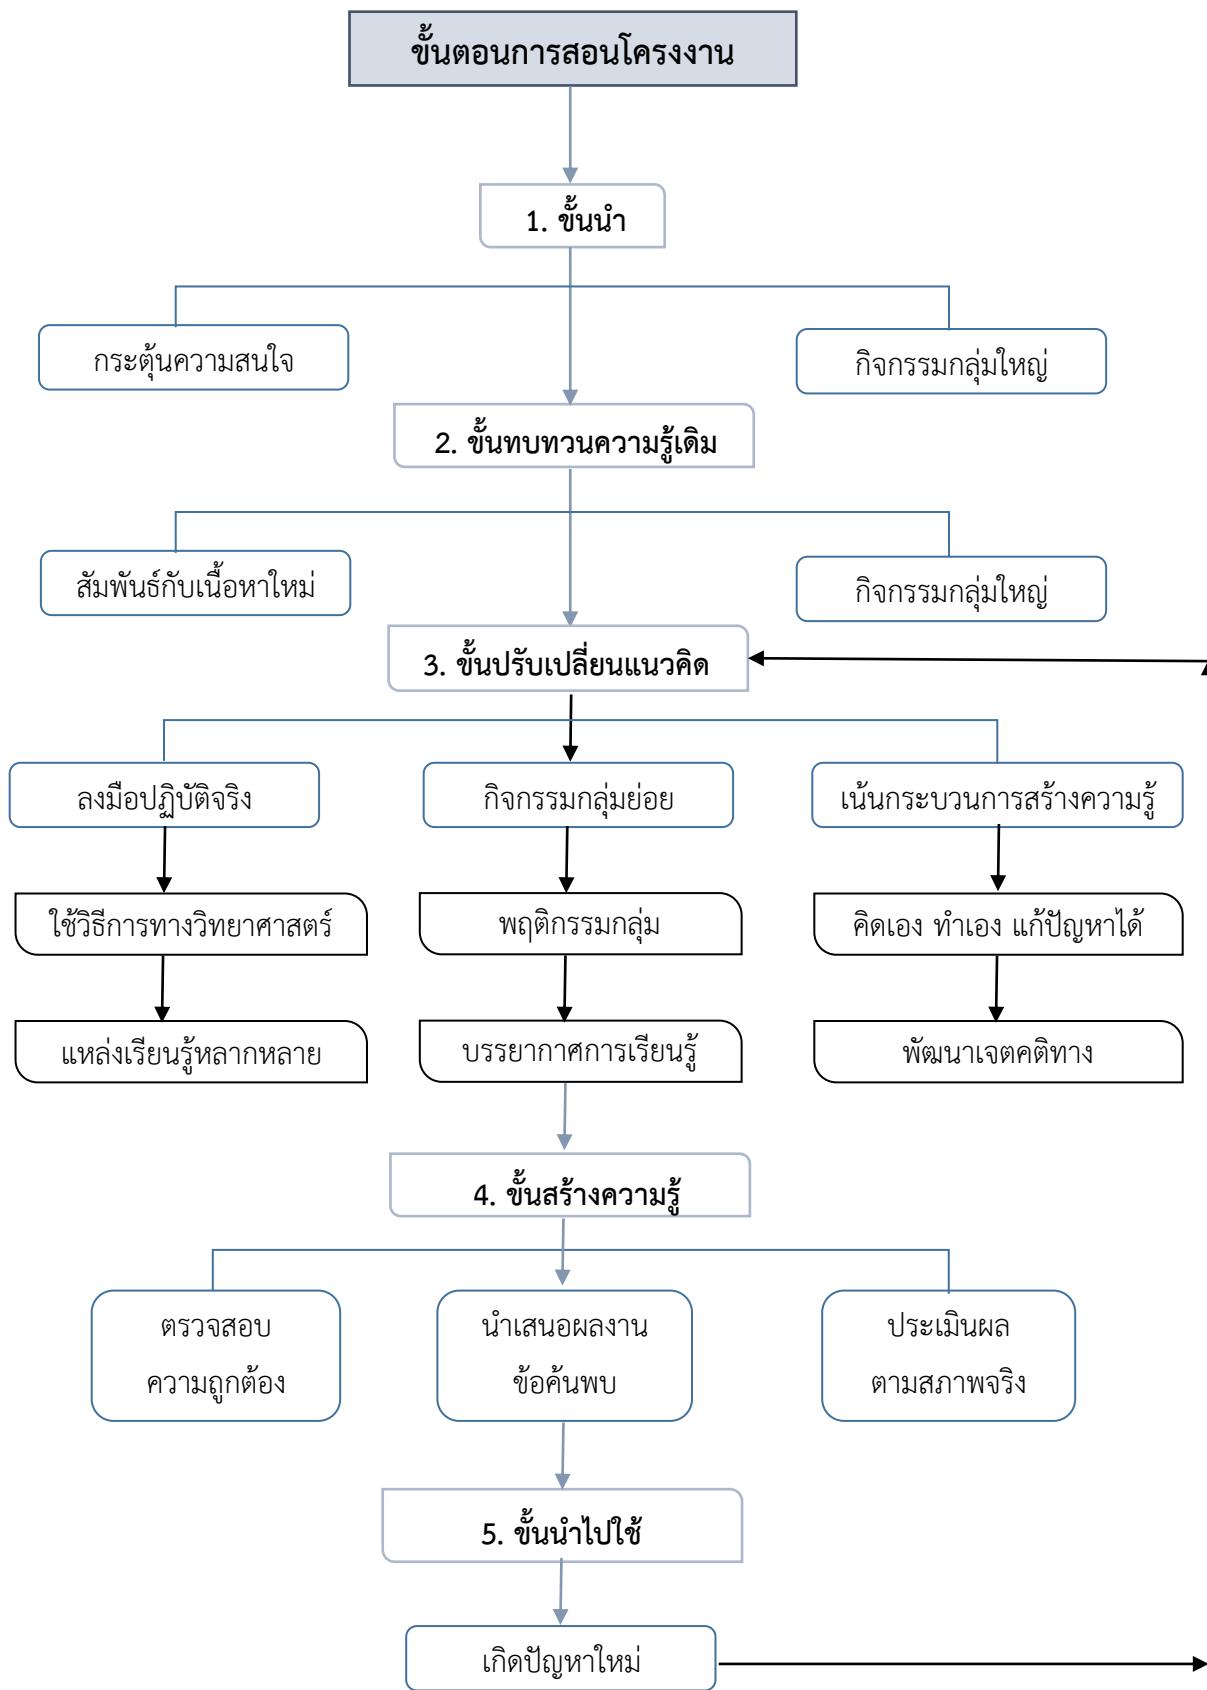 ขั้นตอนการสอนโครงงาน
1. ขั้นนำ
กระตุ้นความสนใจ
กิจกรรมกลุ่มใหญ่
2. ขั้นทบทวนความรู้เดิม
สัมพันธ์กับเนื้อหาใหม่
กิจกรรมกลุ่มใหญ่
3. ขั้นปรับเปลี่ยนแนวคิด
ลงมือปฏิบัติจริง
กิจกรรมกลุ่มย่อย
เน้นกระบวนการสร้างความรู้
ใช้วิธีการทางวิทยาศาสตร์
พฤติกรรมกลุ่ม
คิดเอง ทำเอง แก้ปัญหาได้
แหล่งเรียนรู้หลากหลาย
บรรยากาศการเรียนรู้
พัฒนาเจตคติทาง
4. ขั้นสร้างความรู้
ตรวจสอบ
ความถูกต้อง
นำเสนอผลงาน
ข้อค้นพบ
ประเมินผล
ตามสภาพจริง
5. ขั้นนำไปใช้
เกิดปัญหาใหม่